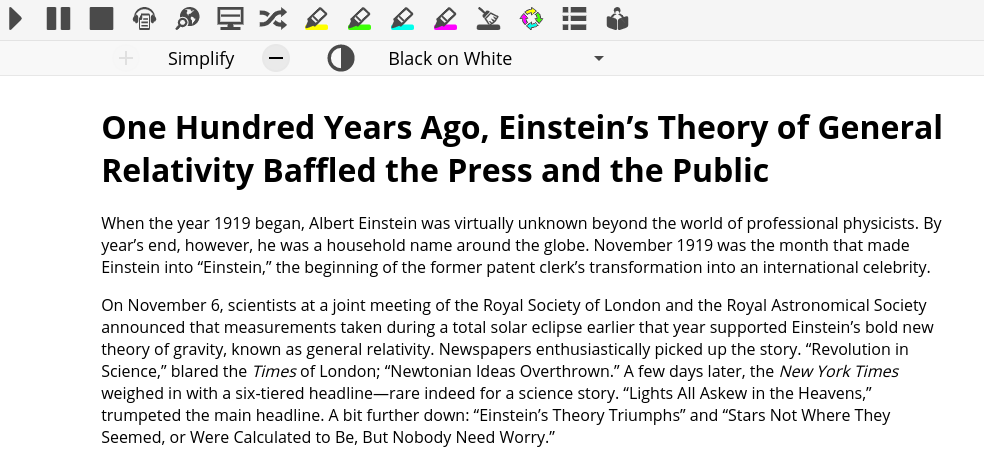 Simplify
Black on White
One Hundred Years Ago, Einstein’s Theory of General
Relativity Baffled the Press and the Public
When the year 1919 began, Albert Einstein was virtually unknown beyond the world of professional physicists. By
year’s end, however, he was a household name around the globe. November 1919 was the month that made
Einstein into “Einstein,” the beginning of the former patent clerk’s transformation into an international celebrity.
On November 6, scientists at a joint meeting of the Royal Society of London and the Royal Astronomical Society
announced that measurements taken during a total solar eclipse earlier that year supported Einstein’s bold new
theory of gravity, known as general relativity. Newspapers enthusiastically picked up the story. “Revolution in
Science,” blared the Times of London; “Newtonian Ideas Overthrown.” A few days later, the New York Times
weighed in with a six-tiered headline—rare indeed for a science story. “Lights All Askew in the Heavens,”
trumpeted the main headline. A bit further down: “Einstein’s Theory Triumphs” and “Stars Not Where They
Seemed, or Were Calculated to Be, But Nobody Need Worry.”